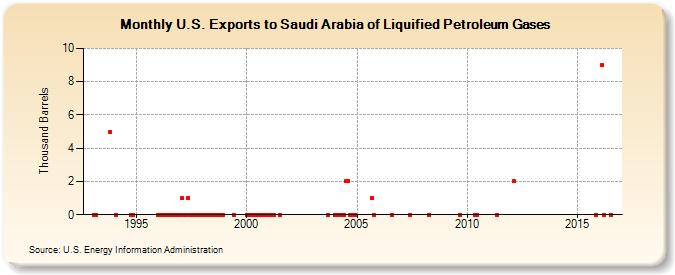 Monthly U.S. Exports to Saudi Arabia of Liquified Petroleum Gases
Thousand Barrels
10
8
6
4
2
0
1995 2000 2005 2010 2015
Source: U.S. Energy Information Administration